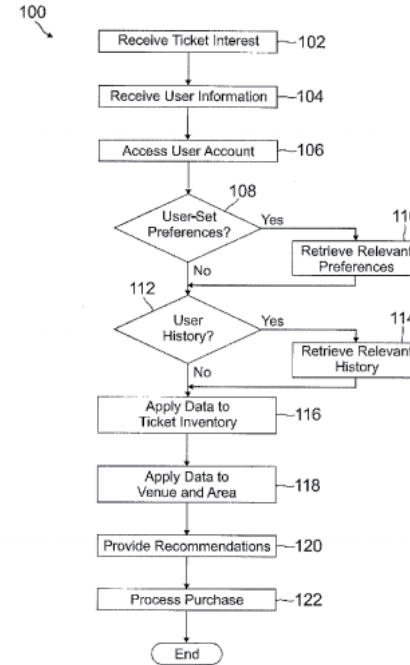 100
Receive Ticket Interest 102
Receive User Information 104
Access User Account 106
108
User-Set
Preferences?
Yes
No
110
Retrieve Relevant
Preferences
112
User
History?
Yes
No
114
Retrieve Relevant
History
Apply Data to
Ticket Inventory
116
Apply Data to
Venue and Area
118
Provide Recommendations 120
Process Purchase 122
End